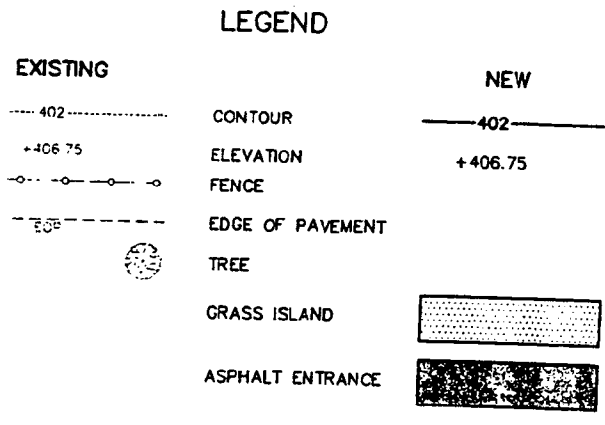 LEGEND
EXISTING NEW
402 CONTOUR 402
+406.75 ELEVATION +406.75
FENCE
EDGE OF PAVEMENT
EOP
TREE
GRASS ISLAND
ASPHALT ENTRANCE